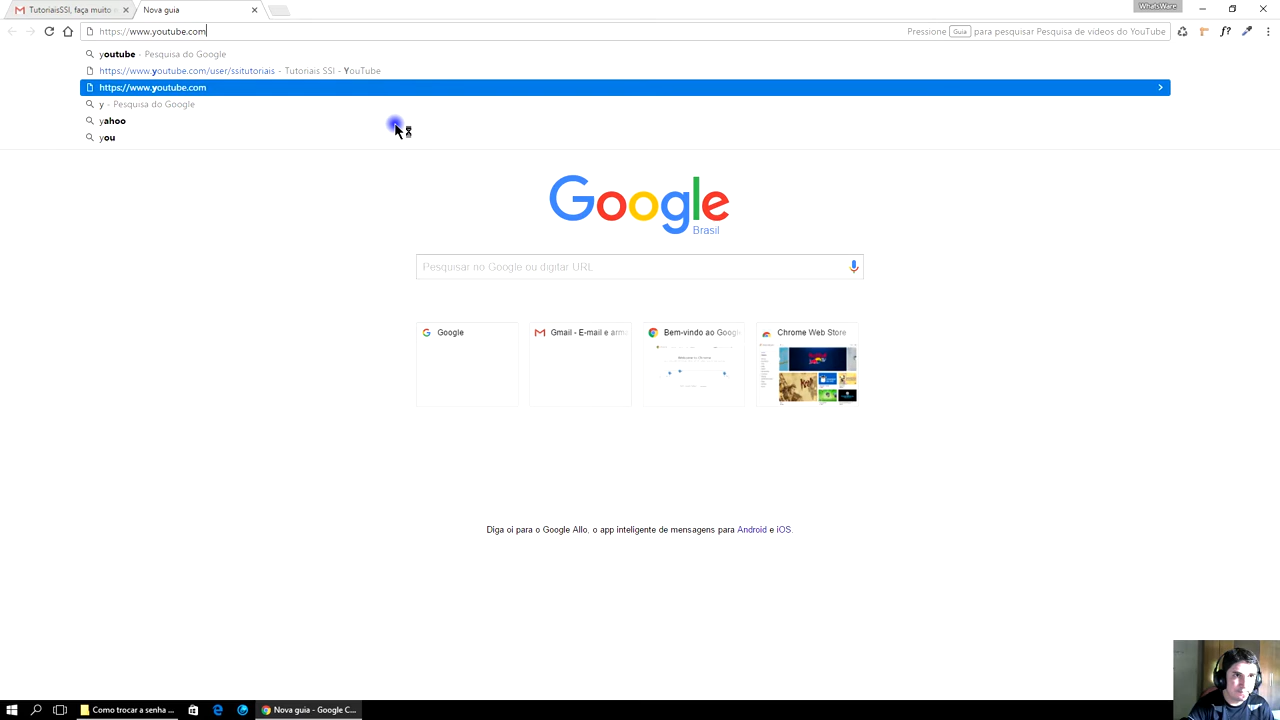 TutoriaisSSI, faça muito
Nova guia
WhatsWare
https://www.youtube.com
Pressione Guia para pesquisar Pesquisa de vídeos do YouTube
f?
youtube - Pesquisa do Google
https://www.youtube.com/user/ssitutoriais - Tutoriais SSI - YouTube
https://www.youtube.com
y - Pesquisa do Google
yahoo
you
Google
Brasil
Pesquisar no Google ou digitar URL
Google
Gmail - E-mail e arm
Bem-vindo ao Googl
Chrome Web Store
Diga oi para o Google Allo, o app inteligente de mensagens para Android e iOS.
Como trocar a senha ...
Nova guia - Google C...